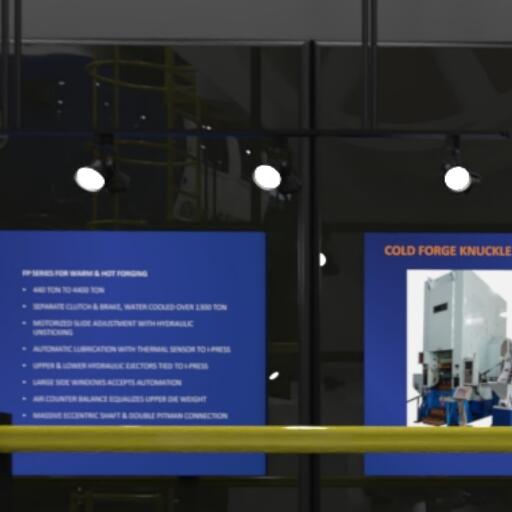 FP SERIES FOR WARM & HOT FORGING
• 440 TON TO 4400 TON
• SEPARATE CLUTCH & BRAKE, WATER COOLED OVER 1300 TON
• MOTORIZED SLIDE ADJUSTMENT WITH HYDRAULIC
UNSTICKING
• AUTOMATIC LUBRICATION WITH THERMAL SENSOR TO I-PRESS
• UPPER & LOWER HYDRAULIC EJECTORS TIED TO I-PRESS
• LARGE SIDE WINDOWS ACCEPTS AUTOMATION
• AIR COUNTER BALANCE EQUALIZES UPPER DIE WEIGHT
• MASSIVE ECCENTRIC SHAFT & DOUBLE PITMAN CONNECTION
COLD FORGE KNUCKLE